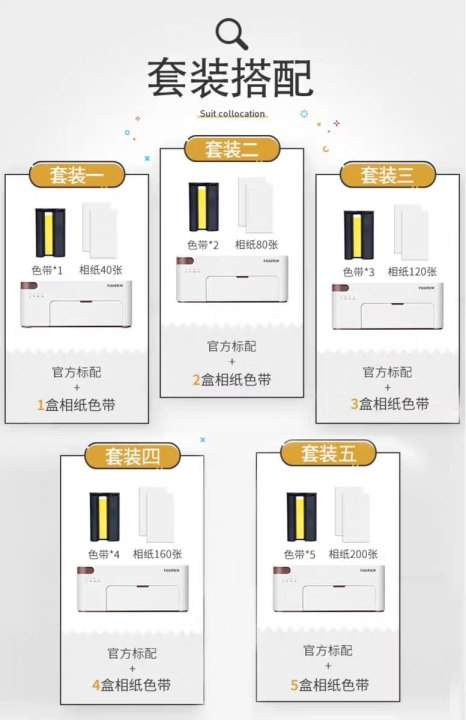 套装搭配
Suit collocation
套装一
色带*1 相纸40张
FUJIFILM
官方标配
+
1盒相纸色带
套装二
色带*2 相纸80张
FUJIFILM
官方标配
+
2盒相纸色带
套装三
色带*3 相纸120张
FUJIFILM
官方标配
+
3盒相纸色带
套装四
色带*4 相纸160张
FUJIFILM
官方标配
+
4盒相纸色带
套装五
色带*5 相纸200张
FUJIFILM
官方标配
+
5盒相纸色带